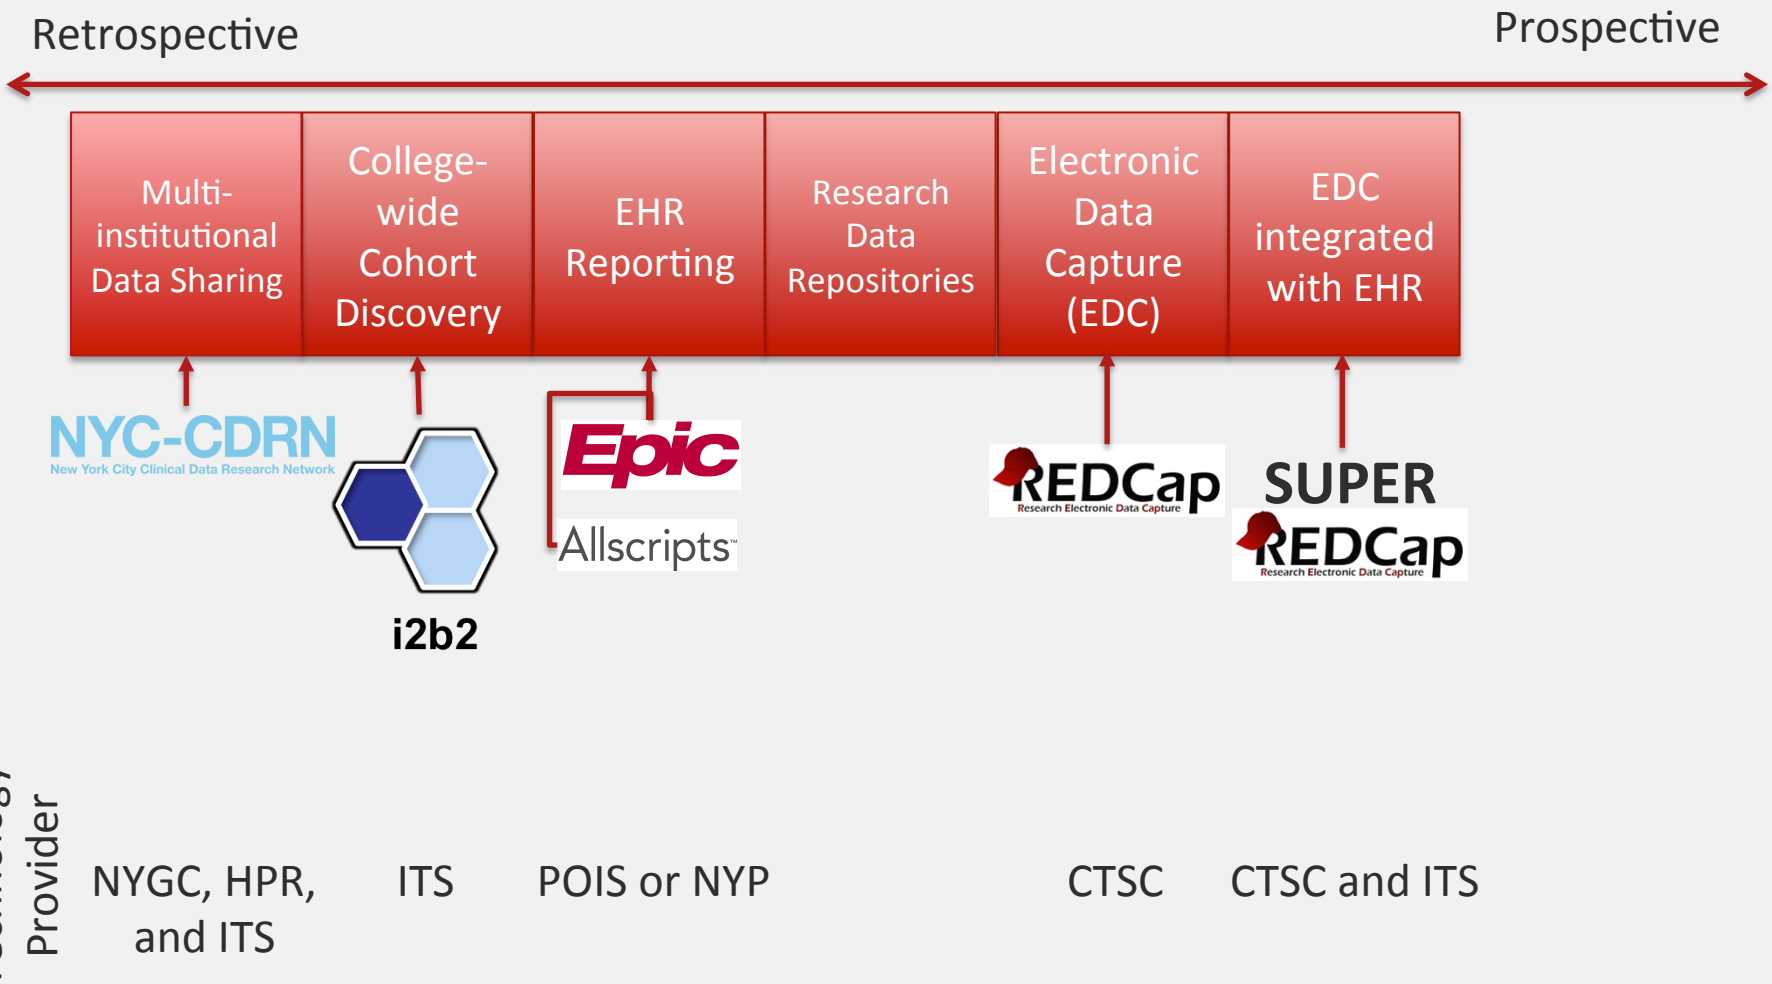 Retrospective
Prospective
Multi-
institutional
Data Sharing
College-
wide
Cohort
Discovery
EHR
Reporting
Research
Data
Repositories
Electronic
Data
Capture
(EDC)
EDC
integrated
with EHR
NYC-CDRN
New York City Clinical Data Research Network
i2b2
Epic
Allscripts™
REDCap
Research Electronic Data Capture
SUPER
REDCap
Research Electronic Data Capture
Provider
NYGC, HPR,
and ITS
ITS
POIS or NYP
CTSC
CTSC and ITS